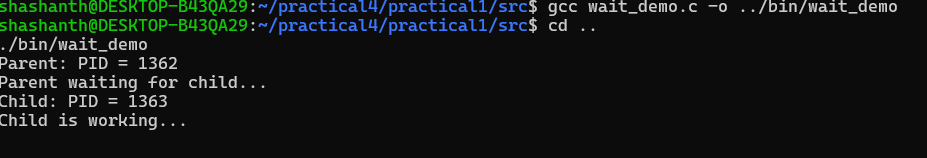 shashanth@DESKTOP-B43QA29:~/practical4/practical1/src$ gcc wait_demo.c -o ../bin/wait_demo
shashanth@DESKTOP-B43QA29:~/practical4/practical1/src$ cd ..
./bin/wait_demo
Parent: PID = 1362
Parent waiting for child...
Child: PID = 1363
Child is working...